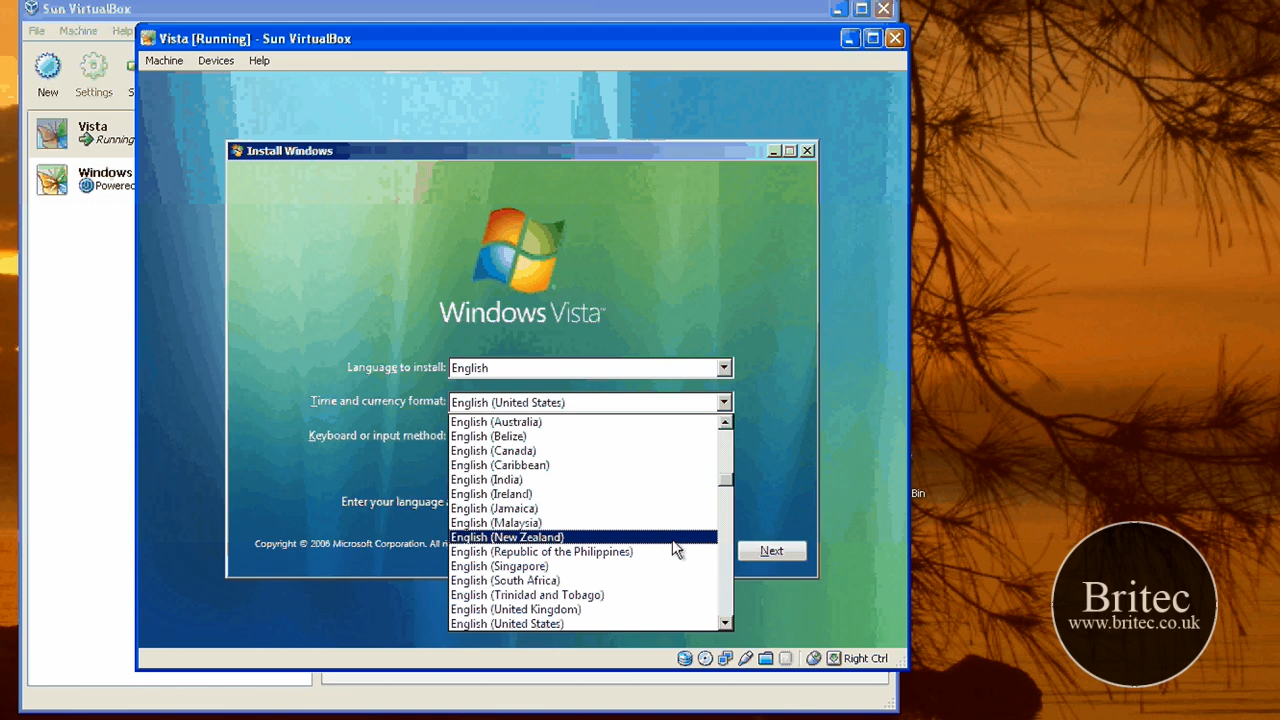 Sun VirtualBox
File Machine Help
New Settings S
Vista
Running
Windows
Powered
Vista [Running] - Sun VirtualBox
Machine Devices Help
Install Windows
Windows Vista™
Language to install: English
Time and currency format: English (United States)
Keyboard or input method:
English (Australia)
English (Belize)
English (Canada)
English (Caribbean)
English (India)
English (Ireland)
English (Jamaica)
English (Malaysia)
English (New Zealand)
English (Republic of the Philippines)
English (Singapore)
English (South Africa)
English (Trinidad and Tobago)
English (United Kingdom)
English (United States)
Enter your language
Copyright © 2006 Microsoft Corporation. All
Next
Right Ctrl
Bin
Britec
www.britec.co.uk